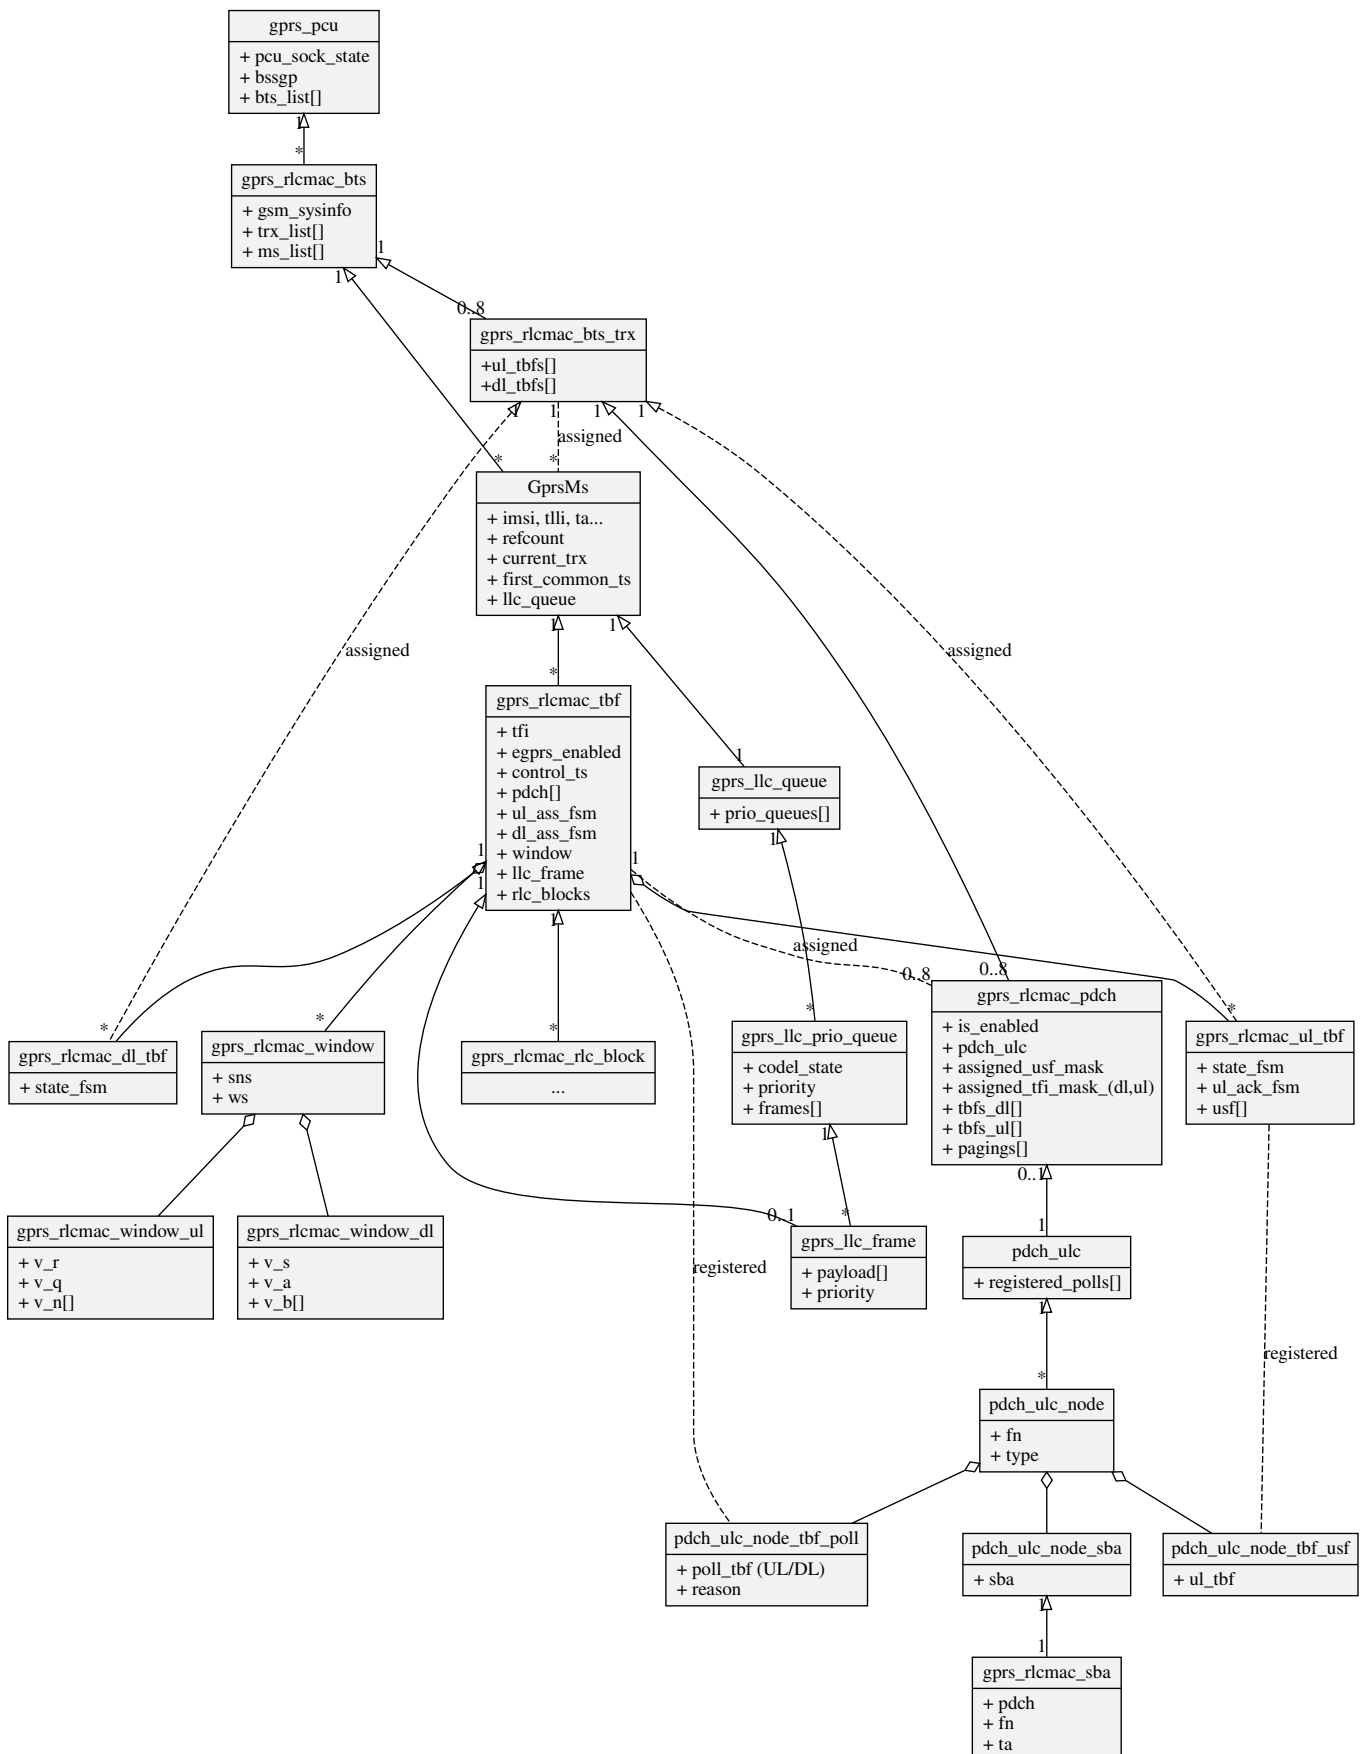 gprs_pcu
+ pcu_sock_state
+ bssgp
+ bts_list[]
1
*
gprs_rlcmac_bts
+ gsm_sysinfo
+ trx_list[]
+ ms_list[]
1
1
0..8
gprs_rlcmac_bts_trx
+ul_tbfs[]
+dl_tbfs[]
1
1
1
1
assigned
*
*
GprsMs
+ imsi, tlli, ta...
+ refcount
+ current_trx
+ first_common_ts
+ llc_queue
1
1
assigned
assigned
*
gprs_rlcmac_tbf
+ tfi
+ egprs_enabled
+ control_ts
+ pdch[]
+ ul_ass_fsm
+ dl_ass_fsm
+ window
+ llc_frame
+ rlc_blocks
1
gprs_llc_queue
+ prio_queues[]
1
1
1
1
1
assigned
0..8
0..8
*
*
*
*
*
gprs_rlcmac_dl_tbf
+ state_fsm
gprs_rlcmac_window
+ sns
+ ws
gprs_rlcmac_rlc_block
...
gprs_llc_prio_queue
+ codel_state
+ priority
+ frames[]
1
gprs_rlcmac_pdch
+ is_enabled
+ pdch_ulc
+ assigned_usf_mask
+ assigned_tfi_mask_(dl,ul)
+ tbfs_dl[]
+ tbfs_ul[]
+ pagings[]
0..1
gprs_rlcmac_ul_tbf
+ state_fsm
+ ul_ack_fsm
+ usf[]
gprs_rlcmac_window_ul
+ v_r
+ v_q
+ v_n[]
gprs_rlcmac_window_dl
+ v_s
+ v_a
+ v_b[]
registered
0..1
*
gprs_llc_frame
+ payload[]
+ priority
1
pdch_ulc
+ registered_polls[]
1
registered
*
pdch_ulc_node
+ fn
+ type
pdch_ulc_node_tbf_poll
+ poll_tbf (UL/DL)
+ reason
pdch_ulc_node_sba
+ sba
1
pdch_ulc_node_tbf_usf
+ ul_tbf
1
gprs_rlcmac_sba
+ pdch
+ fn
+ ta